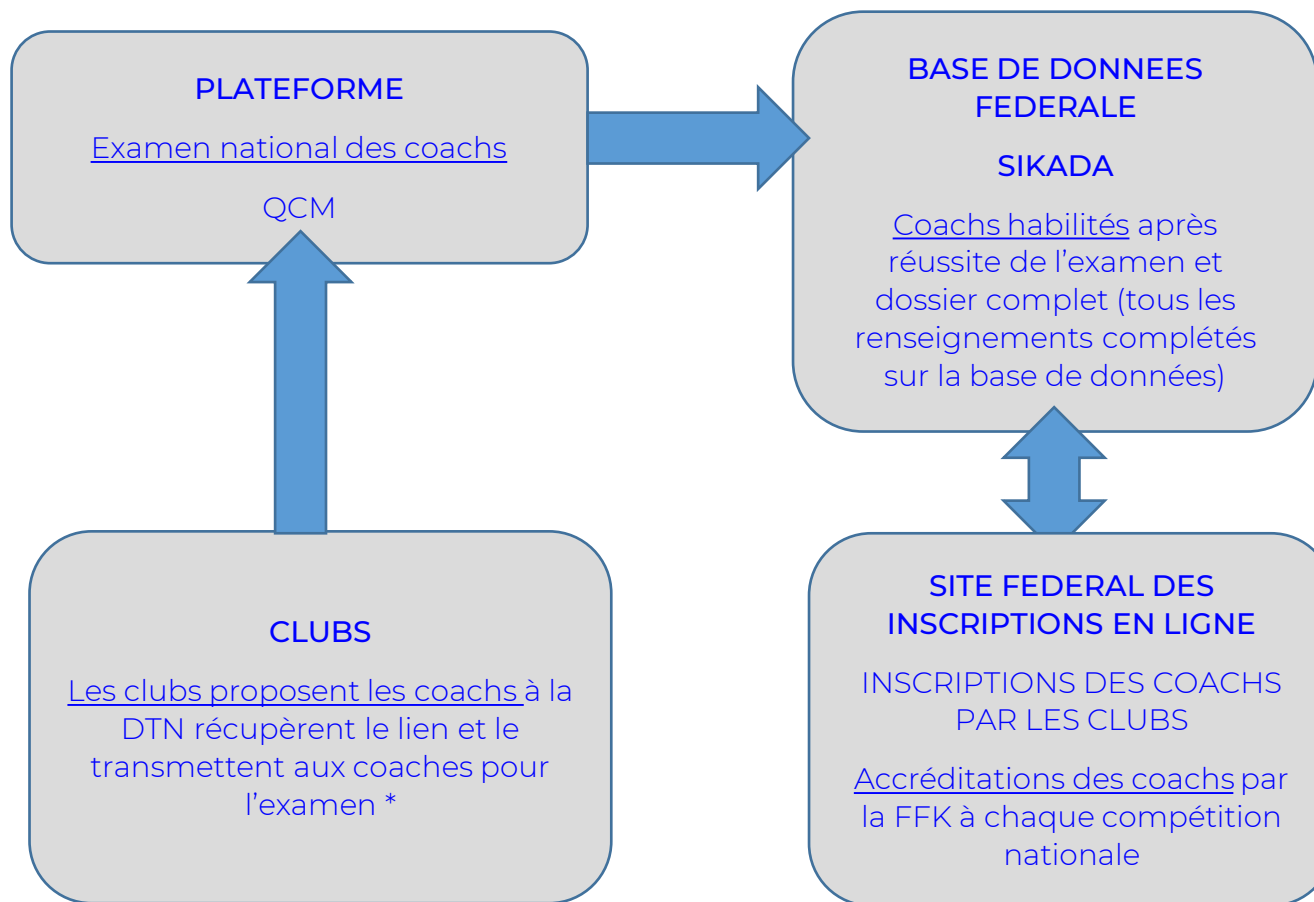 PLATEFORME
Examen national des coachs
QCM
BASE DE DONNEES
FEDERALE
SIKADA
Coachs habilités après
réussite de l’examen et
dossier complet (tous les
renseignements complétés
sur la base de données)
CLUBS
Les clubs proposent les coachs à la
DTN récupèrent le lien et le
transmettent aux coaches pour
l’examen *
SITE FEDERAL DES
INSCRIPTIONS EN LIGNE
INSCRIPTIONS DES COACHS
PAR LES CLUBS
Accréditations des coachs par
la FFK à chaque compétition
nationale